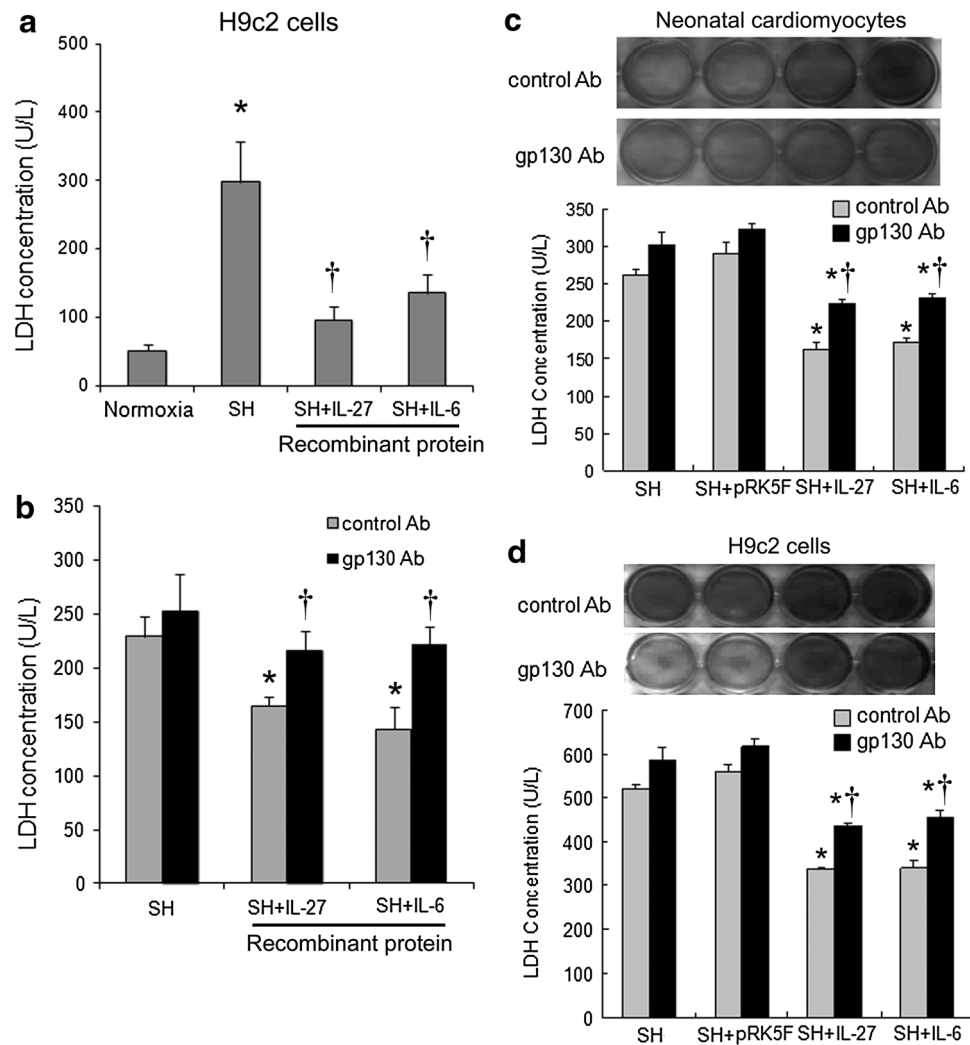 a
H9c2 cells
LDH concentration (U/L)
500
400
300
200
100
0
*
†
†
Normoxia SH SH+IL-27 SH+IL-6
Recombinant protein
b
LDH concentration (U/L)
350
300
250
200
150
100
50
0
control Ab
gp130 Ab
†
†
*
*
SH SH+IL-27 SH+IL-6
Recombinant protein
c
Neonatal cardiomyocytes
control Ab
gp130 Ab
LDH Concentration (U/L)
350
300
250
200
150
100
50
0
control Ab
gp130 Ab
*†
*†
*
*
SH SH+pRK5F SH+IL-27 SH+IL-6
d
H9c2 cells
control Ab
gp130 Ab
LDH Concentration (U/L)
700
600
500
400
300
200
100
0
control Ab
gp130 Ab
*†
*†
*
*
SH SH+pRK5F SH+IL-27 SH+IL-6